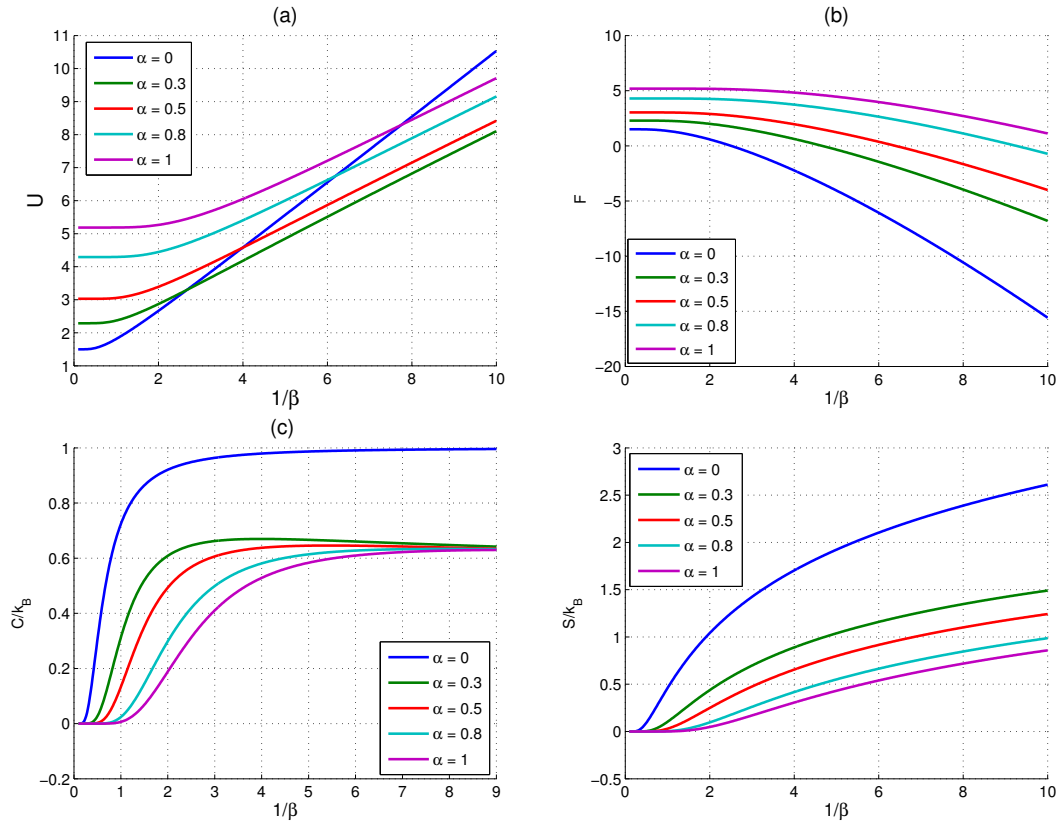 (a)
11
10
9
8
7
6
5
4
3
2
1
U
α = 0
α = 0.3
α = 0.5
α = 0.8
α = 1
0 2 4 6 8 10
1/β
(b)
10
5
0
−5
−10
−15
−20
F
α = 0
α = 0.3
α = 0.5
α = 0.8
α = 1
0 2 4 6 8 10
1/β
(c)
1
0.8
0.6
0.4
0.2
0
−0.2
C/kB
α = 0
α = 0.3
α = 0.5
α = 0.8
α = 1
0 1 2 3 4 5 6 7 8 9
1/β
3
2.5
2
1.5
1
0.5
0
−0.5
S/kB
α = 0
α = 0.3
α = 0.5
α = 0.8
α = 1
0 2 4 6 8 10
1/β